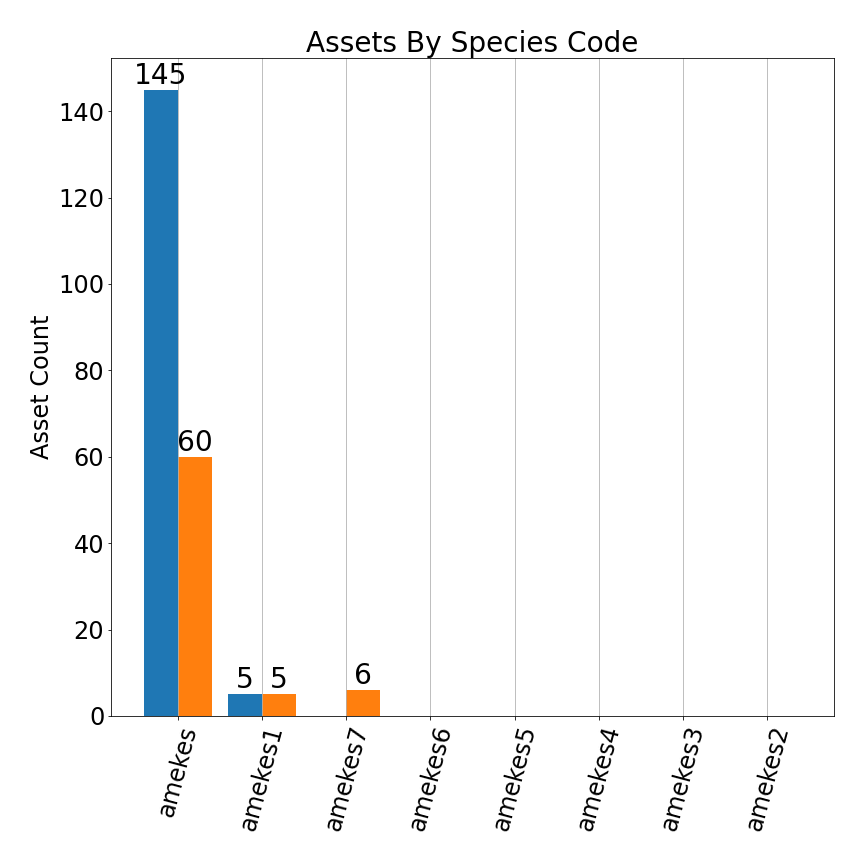 Assets By Species Code
145
140
120
100
80
60
60
40
20
5 5 6
0
Asset Count
amekes
amekes1
amekes7
amekes6
amekes5
amekes4
amekes3
amekes2